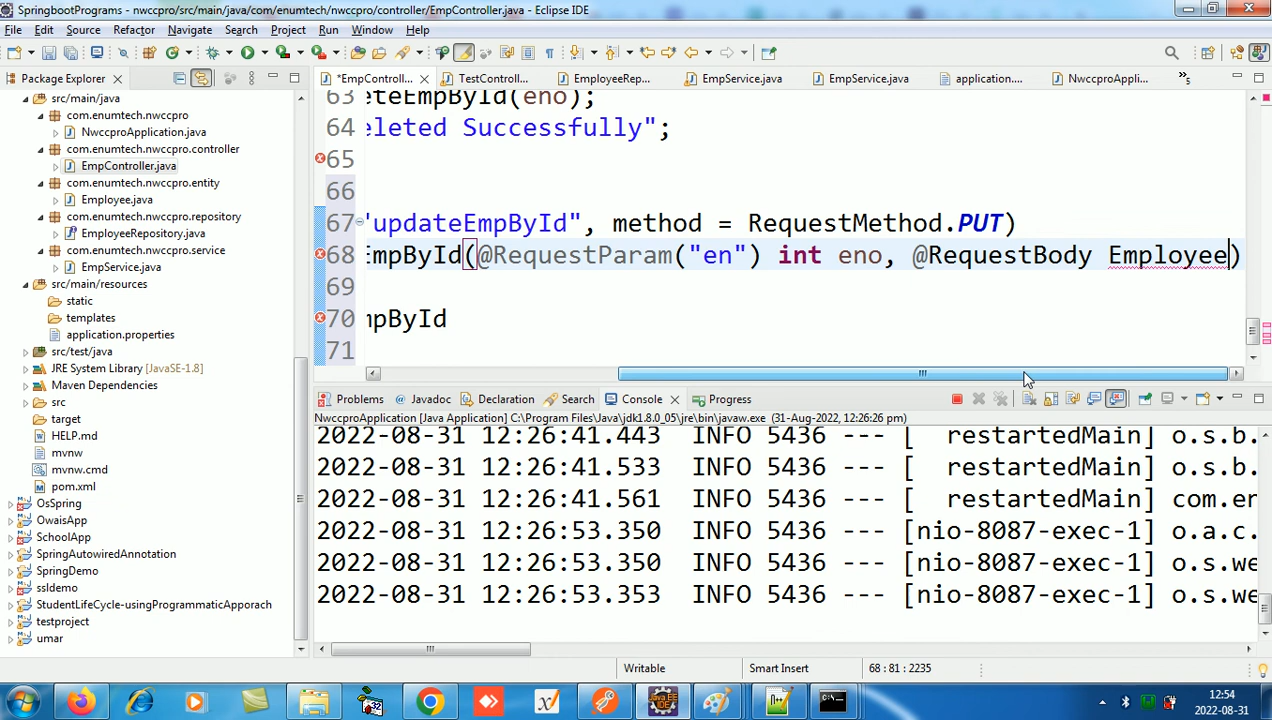 SpringbootPrograms - nwccpro/src/main/java/com/enumtech/nwccpro/controller/EmpController.java - Eclipse IDE
File Edit Source Refactor Navigate Search Project Run Window Help
Package Explorer
*EmpControll... TestControll... EmployeeRep... EmpService.java EmpService.java application.... NwccproAppli... »5
src/main/java
com.enumtech.nwccpro
NwccproApplication.java
com.enumtech.nwccpro.controller
EmpController.java
com.enumtech.nwccpro.entity
Employee.java
com.enumtech.nwccpro.repository
EmployeeRepository.java
com.enumtech.nwccpro.service
EmpService.java
src/main/resources
static
templates
application.properties
src/test/java
JRE System Library [JavaSE-1.8]
Maven Dependencies
src
target
HELP.md
mvnw
mvnw.cmd
pom.xml
OsSpring
OwaisApp
SchoolApp
SpringAutowiredAnnotation
SpringDemo
ssldemo
StudentLifeCycle-usingProgrammaticApporach
testproject
umar
63 eteEmpById(eno);
64 eleted Successfully";
65
66
67 "updateEmpById", method = RequestMethod.PUT)
68 EmpById(@RequestParam("en") int eno, @RequestBody Employee)
69
70 mpById
71
Problems Javadoc Declaration Search Console Progress
NwccproApplication [Java Application] C:\Program Files\Java\jdk1.8.0_05\jre\bin\javaw.exe (31-Aug-2022, 12:26:26 pm)
2022-08-31 12:26:41.443 INFO 5436 --- [ restartedMain] o.s.b.
2022-08-31 12:26:41.533 INFO 5436 --- [ restartedMain] o.s.b.
2022-08-31 12:26:41.561 INFO 5436 --- [ restartedMain] com.en
2022-08-31 12:26:53.350 INFO 5436 --- [nio-8087-exec-1] o.a.c.
2022-08-31 12:26:53.350 INFO 5436 --- [nio-8087-exec-1] o.s.we
2022-08-31 12:26:53.353 INFO 5436 --- [nio-8087-exec-1] o.s.we
Writable Smart Insert 68 : 81 : 2235
12:54
2022-08-31